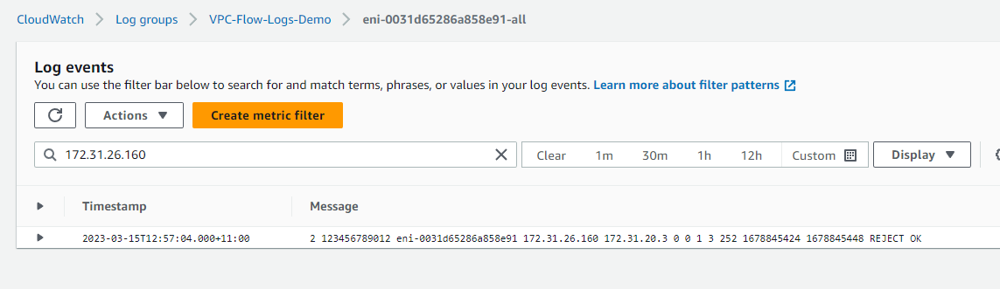 CloudWatch > Log groups > VPC-Flow-Logs-Demo > eni-0031d65286a858e91-all
Log events
You can use the filter bar below to search for and match terms, phrases, or values in your log events. Learn more about filter patterns
Actions Create metric filter
172.31.26.160 Clear 1m 30m 1h 12h Custom Display
Timestamp Message
2023-03-15T12:57:04.000+11:00 2 123456789012 eni-0031d65286a858e91 172.31.26.160 172.31.20.3 0 0 1 3 252 1678845424 1678845448 REJECT OK